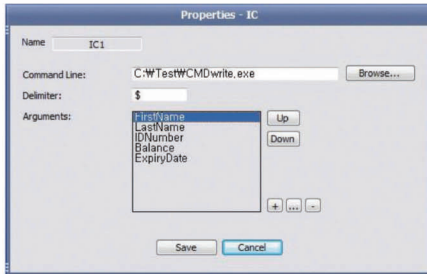 Properties - IC
Name IC1
Command Line: C:₩Test₩CMDwrite.exe Browse...
Delimiter: $
Arguments: FirstName Up
LastName
IDNumber Down
Balance
ExpiryDate
+ ... -
Save Cancel